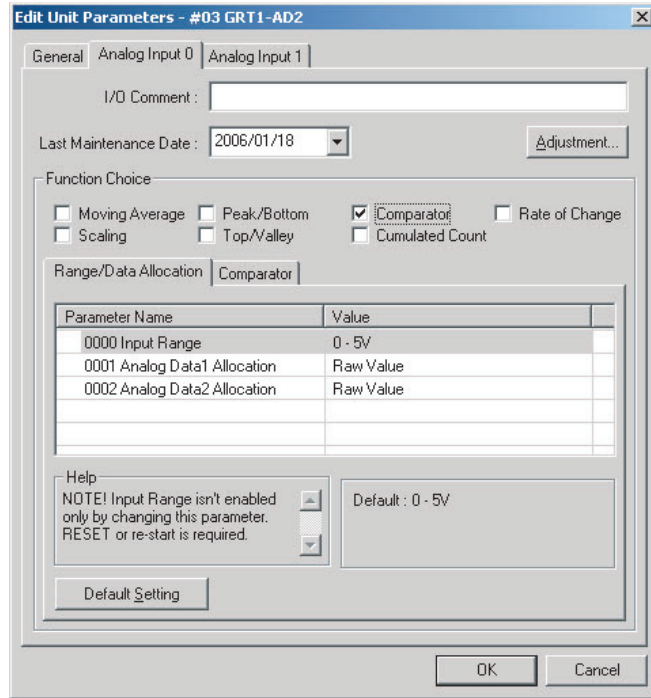 Edit Unit Parameters - #03 GRT1-AD2
General Analog Input 0 Analog Input 1
I/O Comment :
Last Maintenance Date : 2006/01/18 Adjustment...
Function Choice
Moving Average Peak/Bottom Comparator Rate of Change
Scaling Top/Valley Cumulated Count
Range/Data Allocation Comparator
Parameter Name Value
0000 Input Range 0 - 5V
0001 Analog Data1 Allocation Raw Value
0002 Analog Data2 Allocation Raw Value
Help
NOTE! Input Range isn't enabled
only by changing this parameter.
RESET or re-start is required.
Default : 0 - 5V
Default Setting
OK Cancel